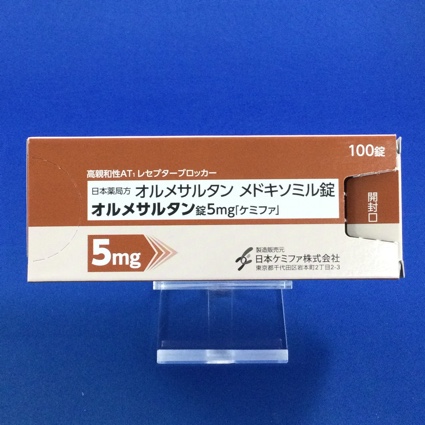 100錠
高親和性AT₁レセプターブロッカー
日本薬局方 オルメサルタン メドキソミル錠
オルメサルタン錠5mg「ケミファ」
開封口
5mg
製造販売元
日本ケミファ株式会社
東京都千代田区岩本町2丁目2-3